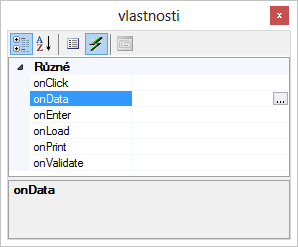 vlastnosti
x
A
Z
Různé
onClick
onData
...
onEnter
onLoad
onPrint
onValidate
onData